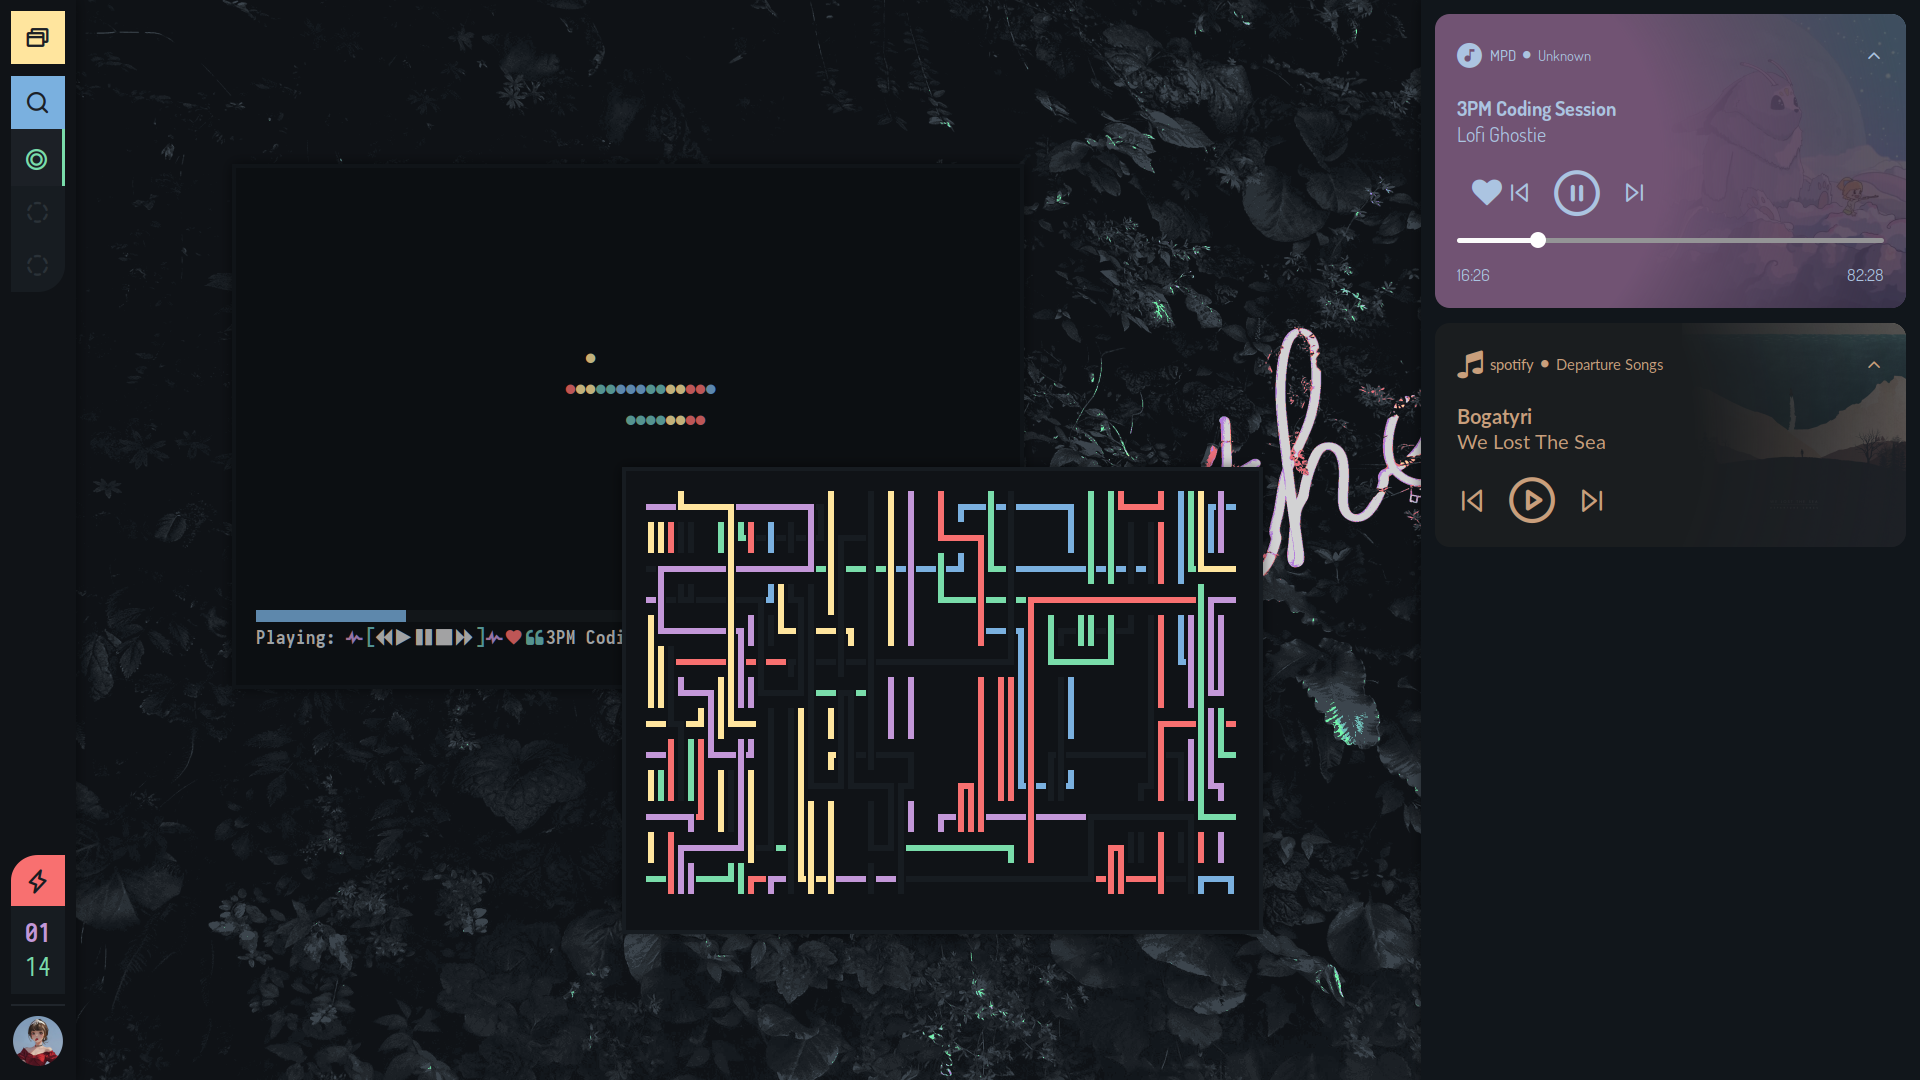 01
14
Playing: [ ] 3PM Codi
the
MPD • Unknown
3PM Coding Session
Lofi Ghostie
16:26
82:28
spotify • Departure Songs
Bogatyri
We Lost The Sea